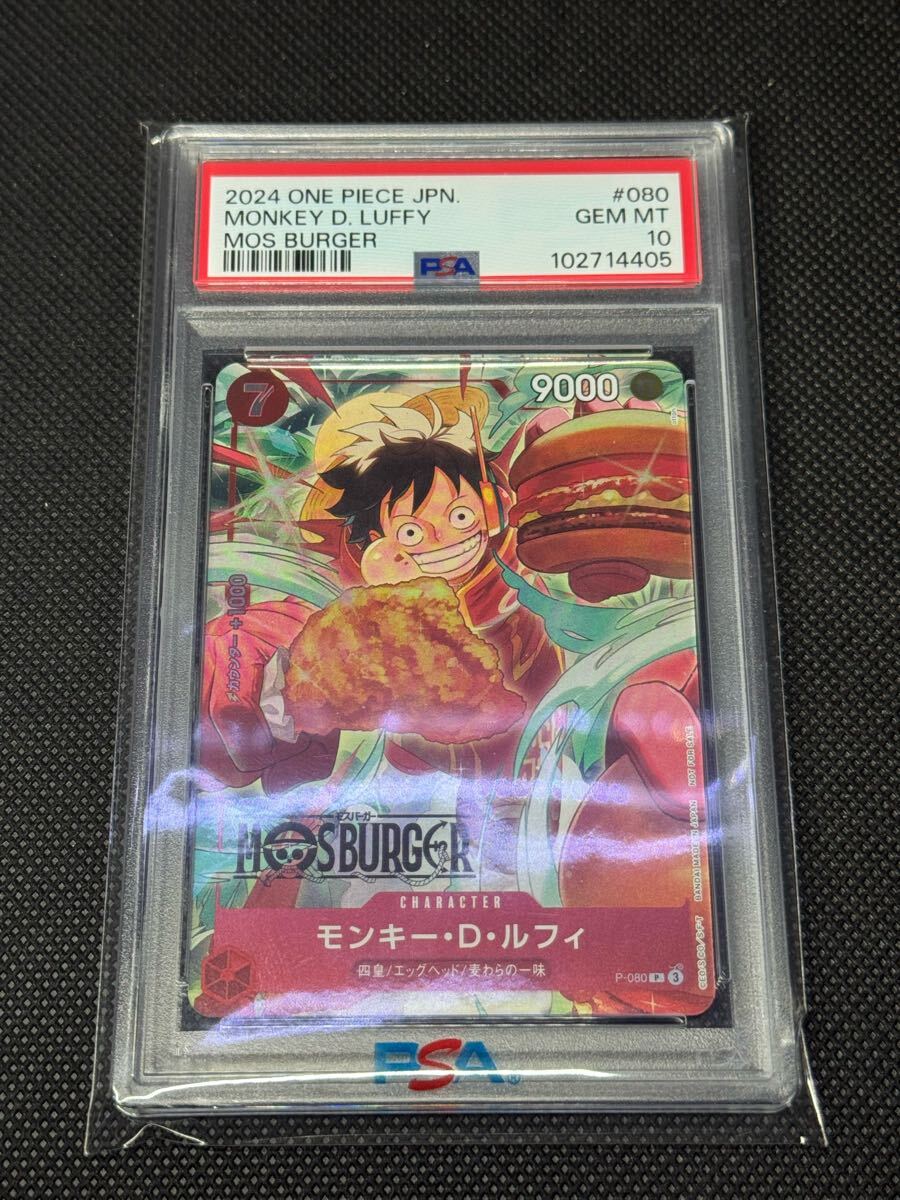 2024 ONE PIECE JPN. #080
MONKEY D. LUFFY GEM MT
MOS BURGER 10
PSA 102714405
7 9000
カウンター+1000
モスバーガー
MOSBURGER
CHARACTER
モンキー・D・ルフィ
四皇/エッグヘッド/麦わらの一味
P-080 P 3
BANDAI MADE IN JAPAN NOT FOR SALE
PSA